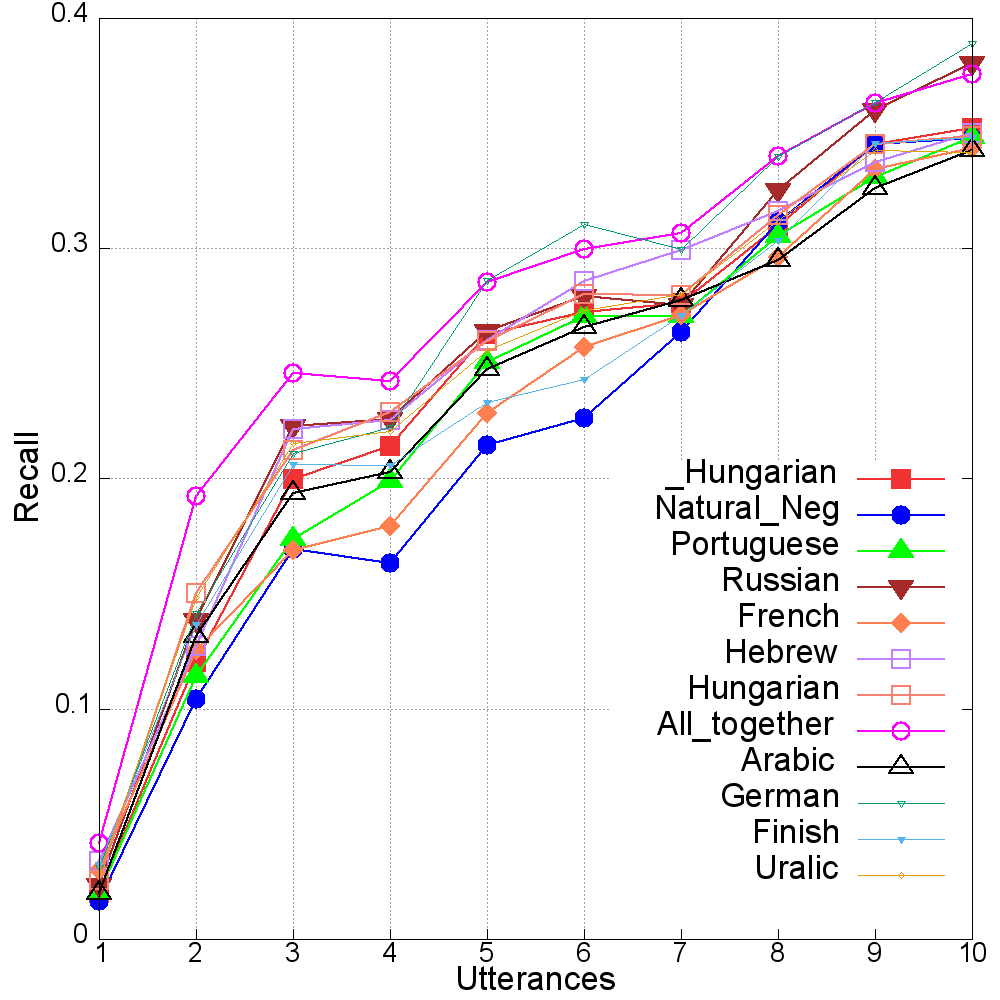 0.4
0.3
0.2
0.1
0
Recall
_Hungarian
Natural_Neg
Portuguese
Russian
French
Hebrew
Hungarian
All_together
Arabic
German
Finish
Uralic
1 2 3 4 5 6 7 8 9 10
Utterances